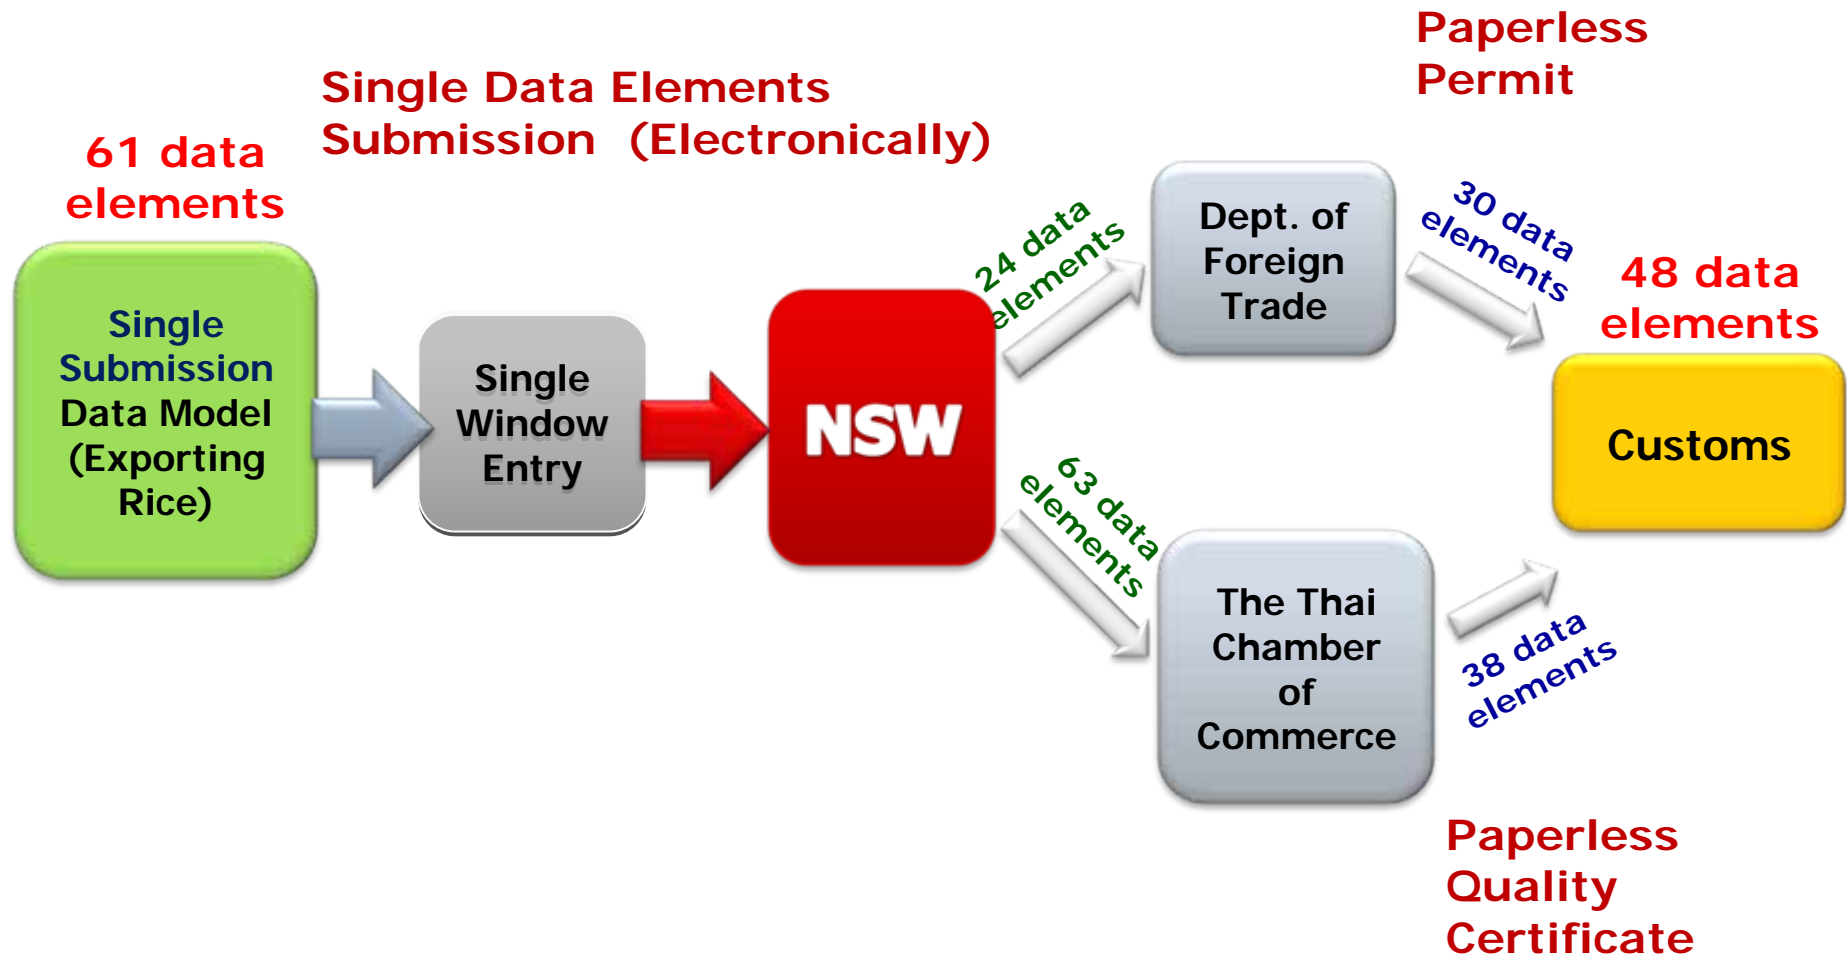 Paperless
Permit
Single Data Elements
Submission (Electronically)
61 data
elements
Single
Submission
Data Model
(Exporting
Rice)
Single
Window
Entry
NSW
24 data
elements
Dept. of
Foreign
Trade
30 data
elements
48 data
elements
Customs
63 data
elements
The Thai
Chamber
of
Commerce
38 data
elements
Paperless
Quality
Certificate